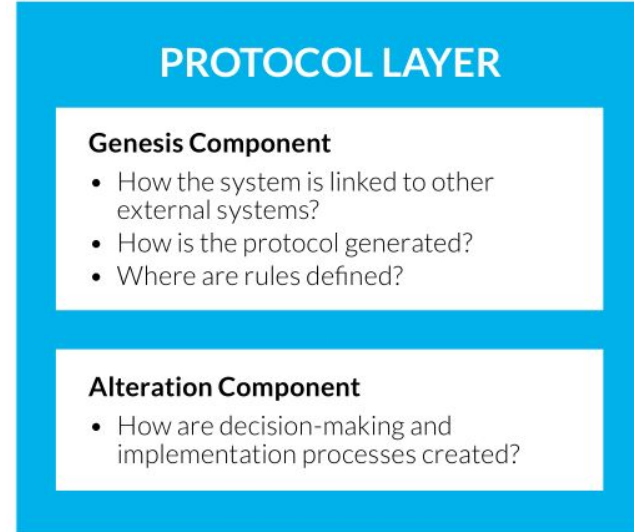 PROTOCOL LAYER
Genesis Component
• How the system is linked to other
external systems?
• How is the protocol generated?
• Where are rules defined?
Alteration Component
• How are decision-making and
implementation processes created?